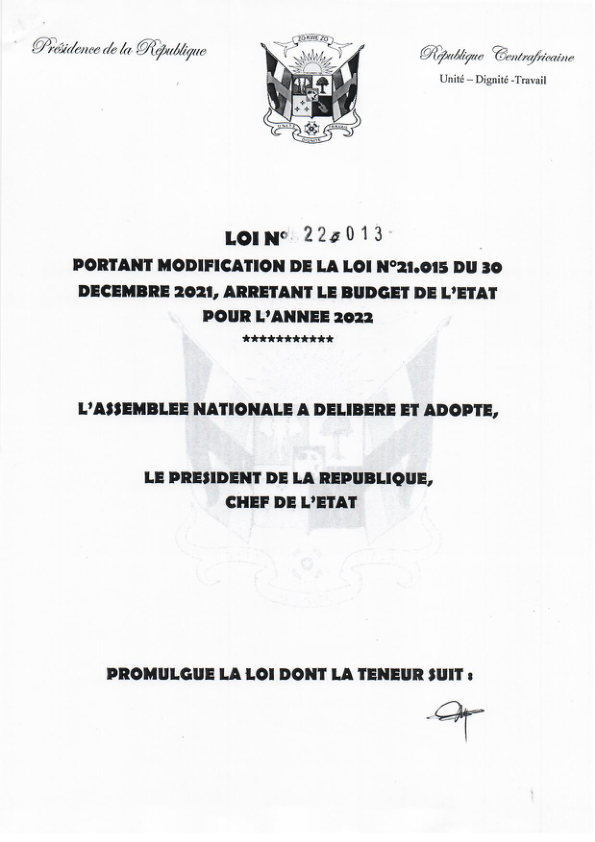 Présidence de la République
République Centrafricaine
Unité – Dignité -Travail
ZO KWE ZO
UNITE DIGNITE TRAVAIL
LOI N° 22 013
PORTANT MODIFICATION DE LA LOI N°21.015 DU 30
DECEMBRE 2021, ARRETANT LE BUDGET DE L'ETAT
POUR L'ANNEE 2022
***********
L'ASSEMBLEE NATIONALE A DELIBERE ET ADOPTE,
LE PRESIDENT DE LA REPUBLIQUE,
CHEF DE L'ETAT
PROMULGUE LA LOI DONT LA TENEUR SUIT :